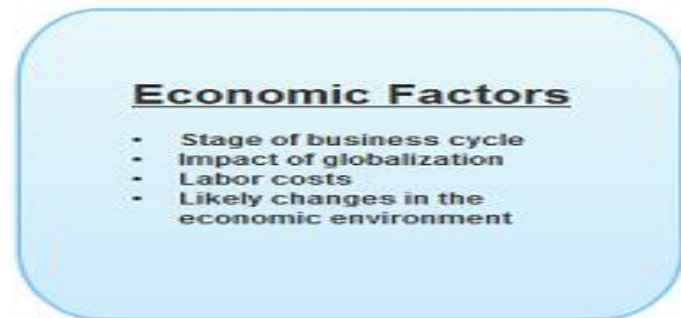 Economic Factors
• Stage of business cycle
• Impact of globalization
• Labor costs
• Likely changes in the
economic environment